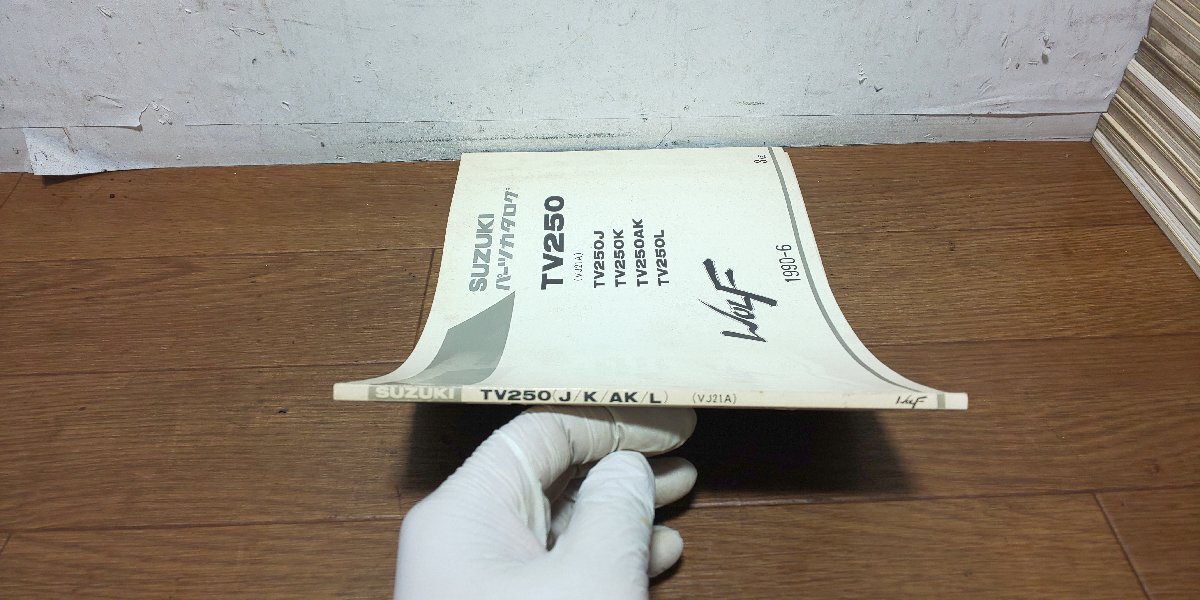 SUZUKI
パーツカタログ
TV250
(VJ21A)
TV250J
TV250K
TV250AK
TV250L
WOLF
1990-6
SUZUKI TV250(J/K/AK/L) (VJ21A) WOLF